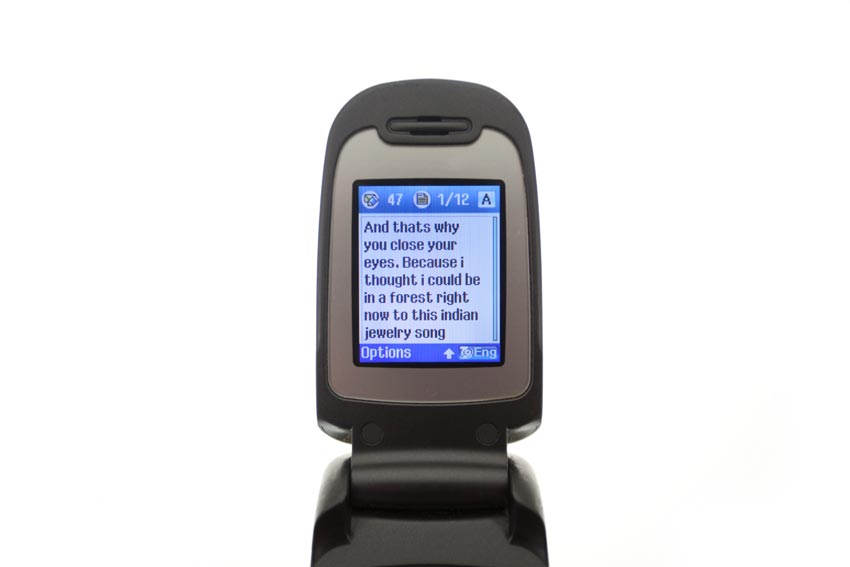 47 1/12 A
And thats why
you close your
eyes. Because i
thought i could be
in a forest right
now to this indian
jewelry song
Options Eng